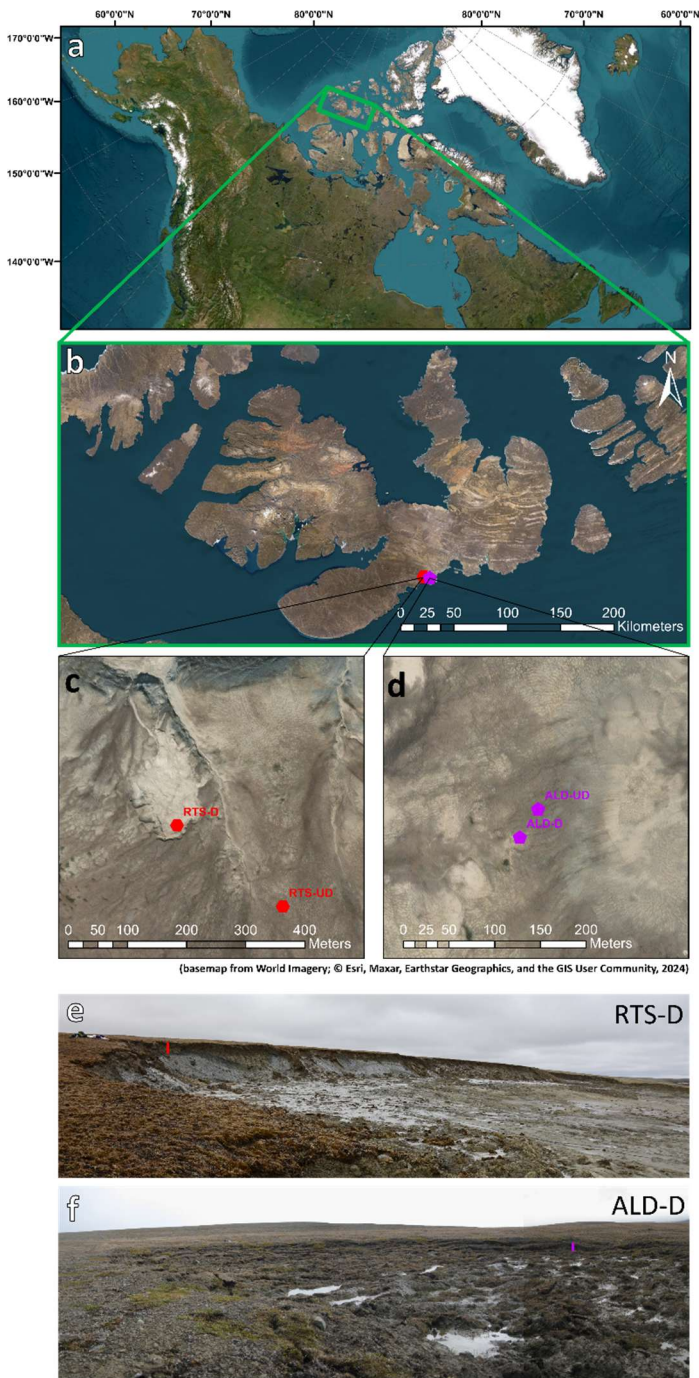 60°0'0"W 70°0'0"W 80°0'0"W 80°0'0"W 70°0'0"W 60°0'0"W
170°0'0"W
a
160°0'0"W
150°0'0"W
140°0'0"W
b
N
0 25 50 100 150 200
Kilometers
c
RTS-D
RTS-UD
0 50 100 200 300 400
Meters
d
ALD-UD
ALD-D
0 25 50 100 150 200
Meters
(basemap from World Imagery; © Esri, Maxar, Earthstar Geographics, and the GIS User Community, 2024)
e
RTS-D
f
ALD-D